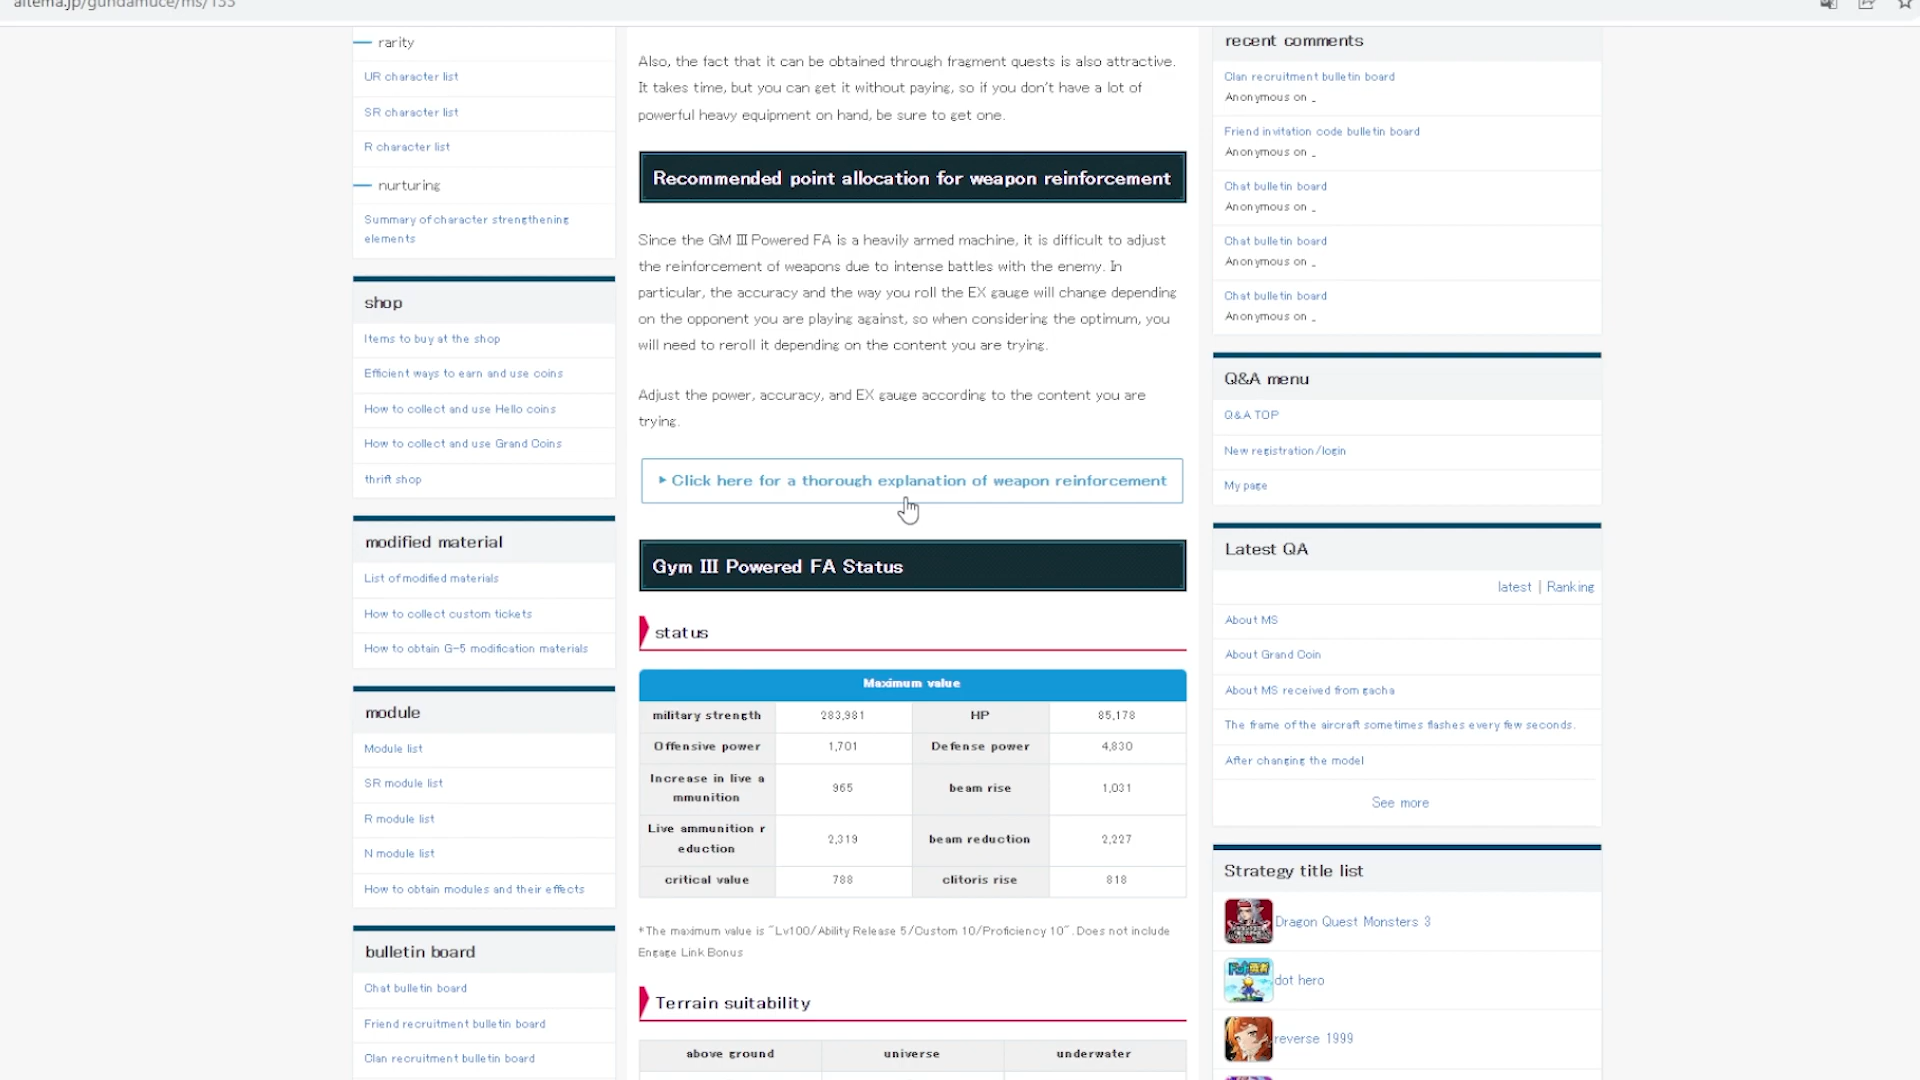 altema.jp/gundamuce/ms/133
rarity
UR character list
SR character list
R character list
nurturing
Summary of character strengthening
elements
shop
Items to buy at the shop
Efficient ways to earn and use coins
How to collect and use Hello coins
How to collect and use Grand Coins
thrift shop
modified material
List of modified materials
How to collect custom tickets
How to obtain G-5 modification materials
module
Module list
SR module list
R module list
N module list
How to obtain modules and their effects
bulletin board
Chat bulletin board
Friend recruitment bulletin board
Clan recruitment bulletin board
Also, the fact that it can be obtained through fragment quests is also attractive.
It takes time, but you can get it without paying, so if you don't have a lot of
powerful heavy equipment on hand, be sure to get one.
Recommended point allocation for weapon reinforcement
Since the GM III Powered FA is a heavily armed machine, it is difficult to adjust
the reinforcement of weapons due to intense battles with the enemy. In
particular, the accuracy and the way you roll the EX gauge will change depending
on the opponent you are playing against, so when considering the optimum, you
will need to reroll it depending on the content you are trying.
Adjust the power, accuracy, and EX gauge according to the content you are
trying.
Click here for a thorough explanation of weapon reinforcement
Gym III Powered FA Status
status
Maximum value
military strength 283,981 HP 85,178
Offensive power 1,701 Defense power 4,830
Increase in live a
mmunition 965 beam rise 1,031
Live ammunition r
eduction 2,319 beam reduction 2,227
critical value 788 clitoris rise 818
*The maximum value is "Lv100/Ability Release 5/Custom 10/Proficiency 10". Does not include
Engage Link Bonus
Terrain suitability
above ground universe underwater
recent comments
Clan recruitment bulletin board
Anonymous on _
Friend invitation code bulletin board
Anonymous on _
Chat bulletin board
Anonymous on _
Chat bulletin board
Anonymous on _
Chat bulletin board
Anonymous on _
Q&A menu
Q&A TOP
New registration/login
My page
Latest QA
latest | Ranking
About MS
About Grand Coin
About MS received from gacha
The frame of the aircraft sometimes flashes every few seconds.
After changing the model
See more
Strategy title list
Dragon Quest Monsters 3
dot hero
reverse 1999